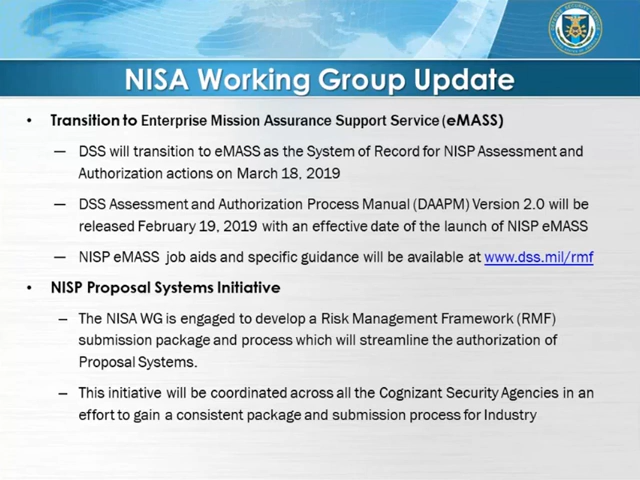 NISA Working Group Update
• Transition to Enterprise Mission Assurance Support Service (eMASS)
— DSS will transition to eMASS as the System of Record for NISP Assessment and
Authorization actions on March 18, 2019
— DSS Assessment and Authorization Process Manual (DAAPM) Version 2.0 will be
released February 19, 2019 with an effective date of the launch of NISP eMASS
— NISP eMASS job aids and specific guidance will be available at www.dss.mil/rmf
• NISP Proposal Systems Initiative
– The NISA WG is engaged to develop a Risk Management Framework (RMF)
submission package and process which will streamline the authorization of
Proposal Systems.
– This initiative will be coordinated across all the Cognizant Security Agencies in an
effort to gain a consistent package and submission process for Industry